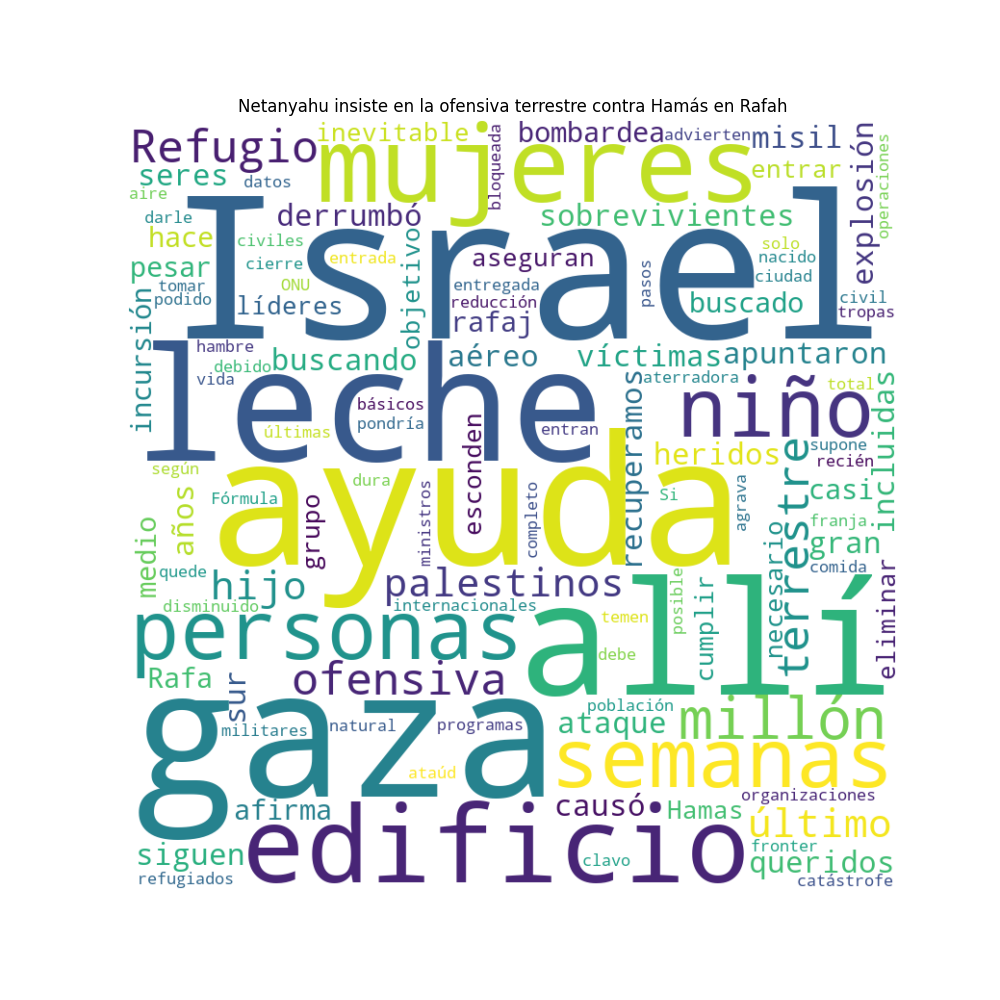 Netanyahu insiste en la ofensiva terrestre contra Hamás en Rafah
Refugio
inevitable
mujeres
bloqueada
bombardea
advierten
misil
explosión
operaciones
seres
datos
entrar
aire
darle
derrumbó
sobrevivientes
hace
civiles
Israel
objetivo
entrada
aseguran
solo
nacido
pesar
cierre
pasos
ciudad
tomar
ONU
entregada
podido
líderes
reducción
buscado
civil
rafaj
tropas
incursión
hambre
leche
debido
buscando
aéreo
víctimas
apuntaron
vida
aterradora
total
niño
incluidas
básicos
pondría
últimas
entran
esconden
recuperamos
heridos
supone
recién
según
ayuda
dura
Fórmula
años
grupo
ministros
completo
Si
agrava
terrestre
casi
franja.
gran
comida
medio
quede
hijo
palestinos
disminuido
internacionales
allí
temen
posible
cumplir
necesario
eliminar
personas
debe
Rafa
sur
ofensiva
población
gaza
militares
natural
programas
ataque
millón
ataúd
semanas
organizaciones
afirma
edificio
causó
Hamas
último
siguen
clavo
fronter
queridos
refugiados
catástrofe